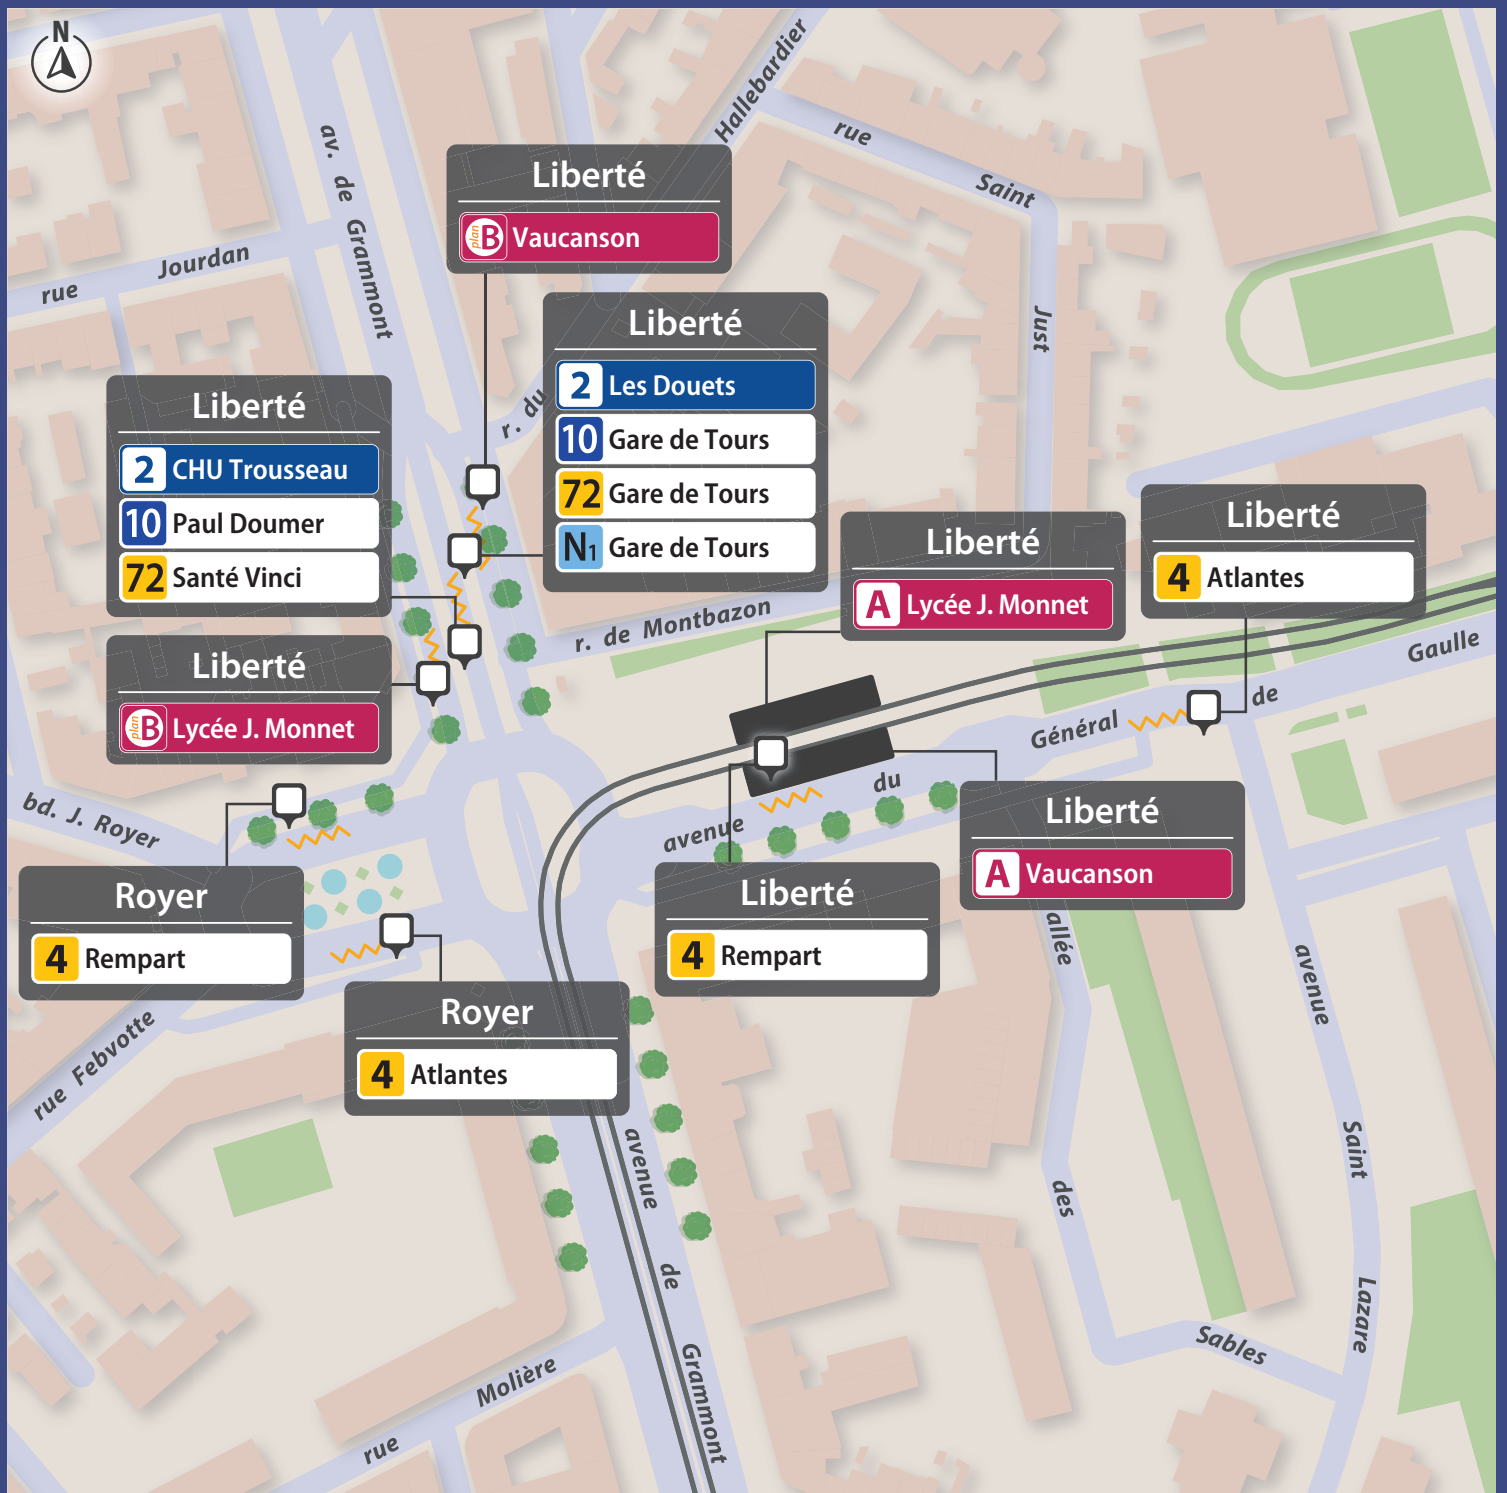 N
Hallebardier
rue
Saint
Just
av. de Grammont
rue Jourdan
Liberté
plan B Vaucanson
Liberté
2 Les Douets
10 Gare de Tours
72 Gare de Tours
N1 Gare de Tours
r. du
Liberté
2 CHU Trousseau
10 Paul Doumer
72 Santé Vinci
Liberté
plan B Lycée J. Monnet
r. de Montbazon
Liberté
A Lycée J. Monnet
Liberté
4 Atlantes
avenue du Général de Gaulle
Liberté
A Vaucanson
bd. J. Royer
Royer
4 Rempart
Liberté
4 Rempart
Royer
4 Atlantes
rue Febvotte
allée des Sables
avenue Saint Lazare
avenue de Grammont
rue Molière